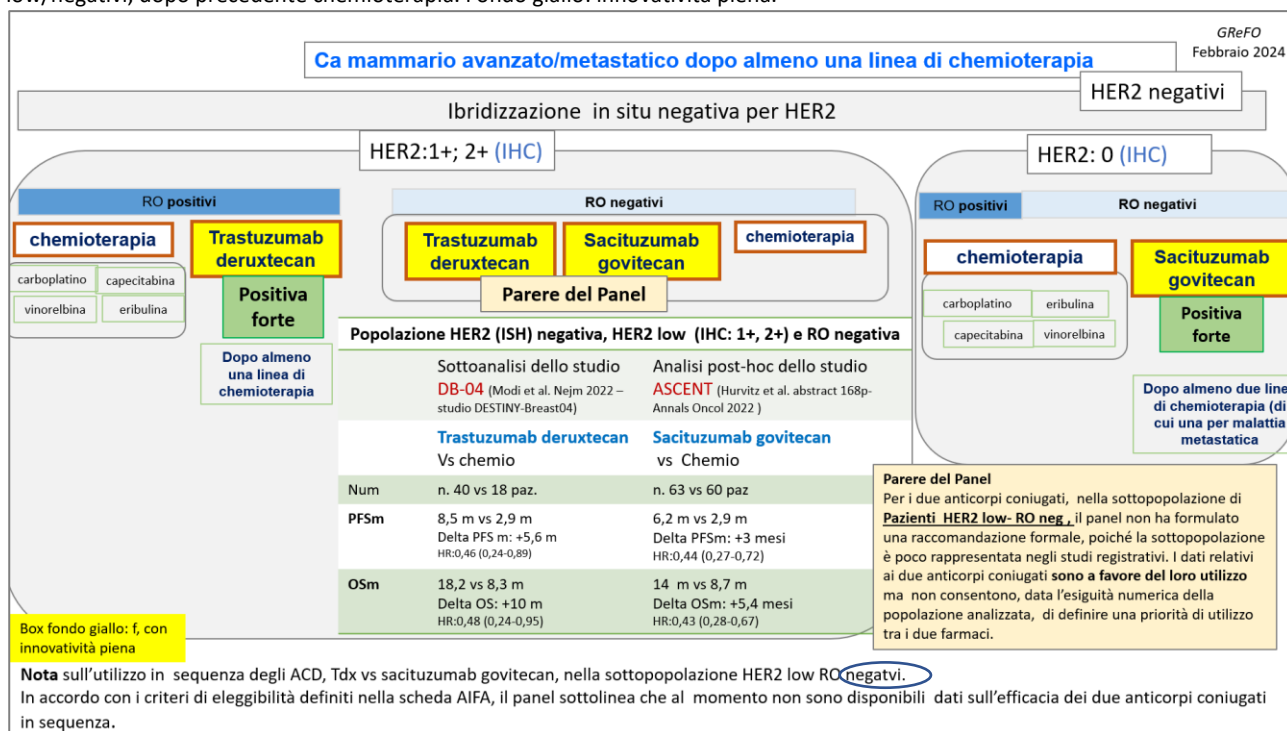 low/negativi, dopo precedente chemioterapia. Fondo giallo: innovatività piena.
GReFO
Febbraio 2024
Ca mammario avanzato/metastatico dopo almeno una linea di chemioterapia
HER2 negativi
Ibridizzazione in situ negativa per HER2
HER2:1+; 2+ (IHC)
HER2: 0 (IHC)
RO positivi
RO negativi
RO positivi
RO negativi
chemioterapia
carboplatino
capecitabina
vinorelbina
eribulina
Trastuzumab
deruxtecan
Positiva
forte
Dopo almeno
una linea di
chemioterapia
Trastuzumab
deruxtecan
Sacituzumab
govitecan
chemioterapia
Parere del Panel
chemioterapia
carboplatino
eribulina
capecitabina
vinorelbina
Sacituzumab
govitecan
Positiva
forte
Dopo almeno due line
di chemioterapia (di
cui una per malattia
metastatica
Popolazione HER2 (ISH) negativa, HER2 low (IHC: 1+, 2+) e RO negativa
Sottoanalisi dello studio
DB-04 (Modi et al. Nejm 2022 –
studio DESTINY-Breast04)
Analisi post-hoc dello studio
ASCENT (Hurvitz et al. abstract 168p-
Annals Oncol 2022 )
Trastuzumab deruxtecan
Vs chemio
Sacituzumab govitecan
vs Chemio
Num
n. 40 vs 18 paz.
n. 63 vs 60 paz
PFSm
8,5 m vs 2,9 m
Delta PFS m: +5,6 m
HR:0,46 (0,24-0,89)
6,2 m vs 2,9 m
Delta PFSm: +3 mesi
HR:0,44 (0,27-0,72)
OSm
18,2 vs 8,3 m
Delta OS: +10 m
HR:0,48 (0,24-0,95)
14 m vs 8,7 m
Delta OSm: +5,4 mesi
HR:0,43 (0,28-0,67)
Parere del Panel
Per i due anticorpi coniugati, nella sottopopolazione di
Pazienti HER2 low- RO neg , il panel non ha formulato
una raccomandazione formale, poiché la sottopopolazione
è poco rappresentata negli studi registrativi. I dati relativi
ai due anticorpi coniugati sono a favore del loro utilizzo
ma non consentono, data l'esiguità numerica della
popolazione analizzata, di definire una priorità di utilizzo
tra i due farmaci.
Box fondo giallo: f, con
innovatività piena
Nota sull'utilizzo in sequenza degli ACD, Tdx vs sacituzumab govitecan, nella sottopopolazione HER2 low RO negatvi.
In accordo con i criteri di eleggibilità definiti nella scheda AIFA, il panel sottolinea che al momento non sono disponibili dati sull'efficacia dei due anticorpi coniugati
in sequenza.